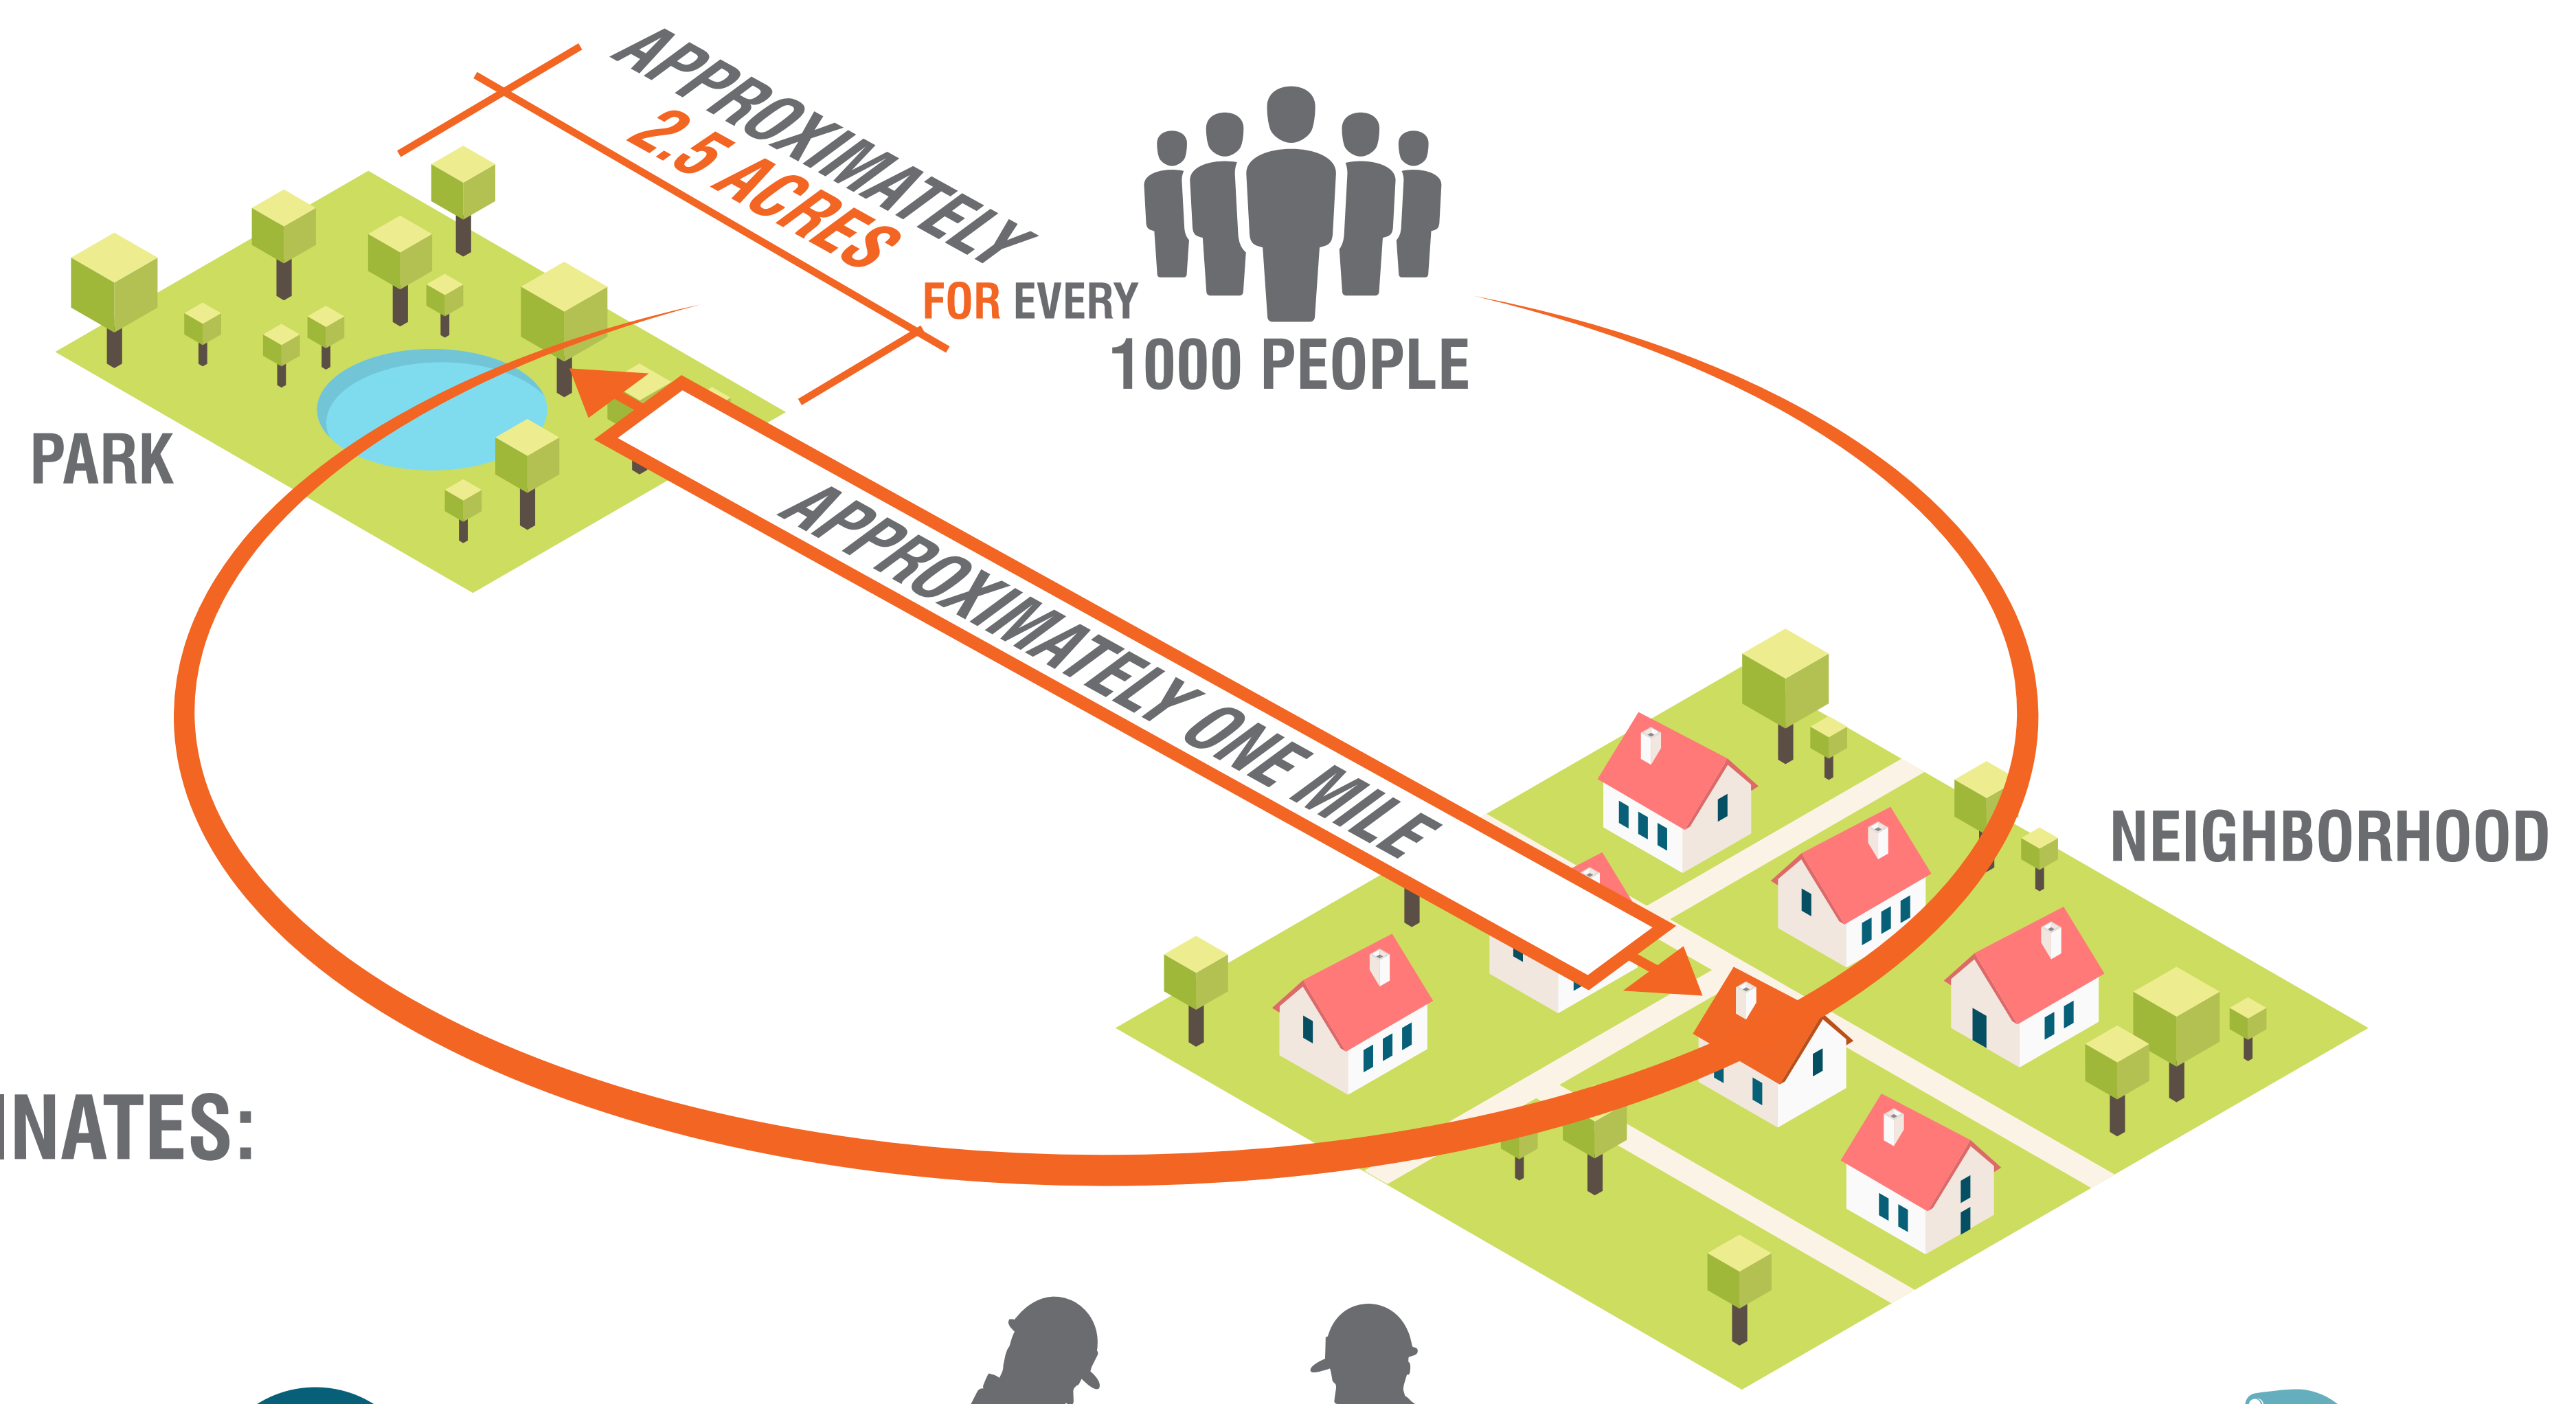 APPROXIMATELY
2.5 ACRES
FOR EVERY
1000 PEOPLE
PARK
APPROXIMATELY ONE MILE
NEIGHBORHOOD
INATES: